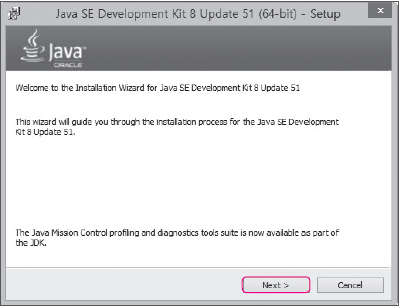 Java SE Development Kit 8 Update 51 (64-bit) - Setup
Java
ORACLE
Welcome to the Installation Wizard for Java SE Development Kit 8 Update 51
This wizard will guide you through the installation process for the Java SE Development
Kit 8 Update 51.
The Java Mission Control profiling and diagnostics tools suite is now available as part of
the JDK.
Next >
Cancel